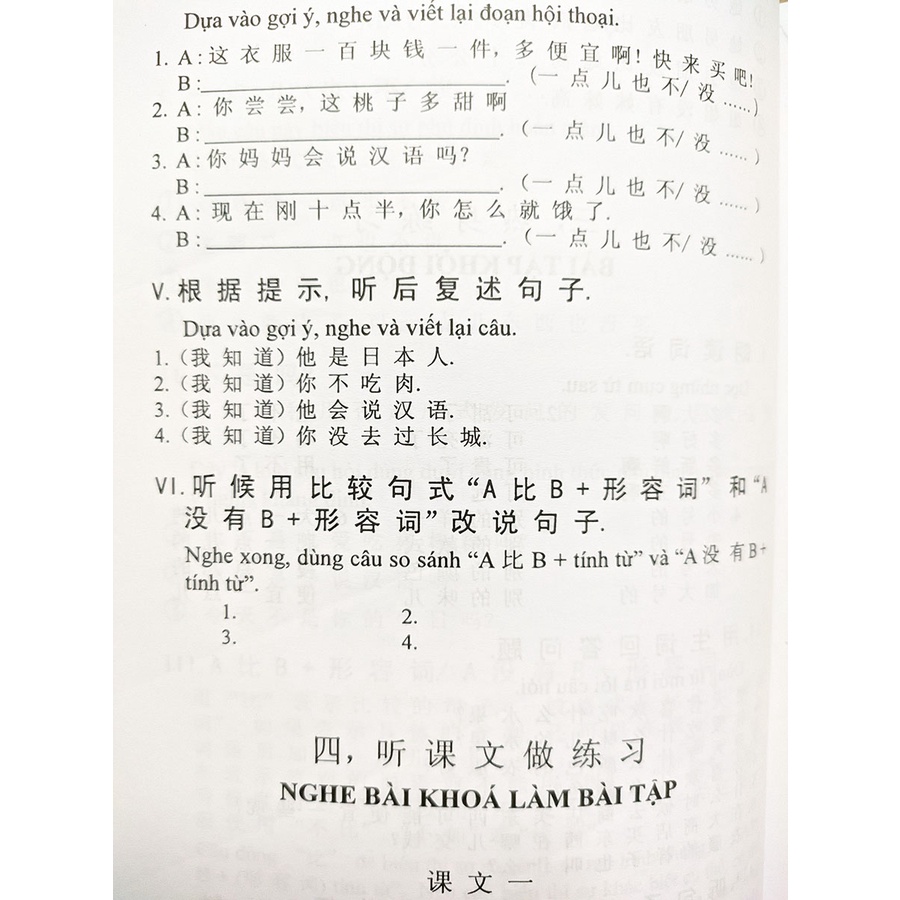 Dựa vào gợi ý, nghe và viết lại đoạn hội thoại.
1. A: 这衣服一百块钱一件, 多便宜啊! 快来买吧!
B: ______. (一点儿也不/没......)
2. A: 你尝尝, 这桃子多甜啊
B: ______. (一点儿也不/没......)
3. A: 你妈妈会说汉语吗?
B: ______. (一点儿也不/没......)
4. A: 现在刚十点半, 你怎么就饿了.
B: ______. (一点儿也不/没......)
V. 根据提示, 听后复述句子.
Dựa vào gợi ý, nghe và viết lại câu.
1. (我知道) 他是日本人.
2. (我知道) 你不吃肉.
3. (我知道) 他会说汉语.
4. (我知道) 你没去过长城.
VI. 听候用比较句式 “A 比 B + 形容词” 和 “A
没有 B + 形容词” 改说句子.
Nghe xong, dùng câu so sánh “A 比 B + tính từ” và “A 没有 B +
tính từ”.
1. 2.
3. 4.
四, 听课文做练习
NGHE BÀI KHOÁ LÀM BÀI TẬP
课文一